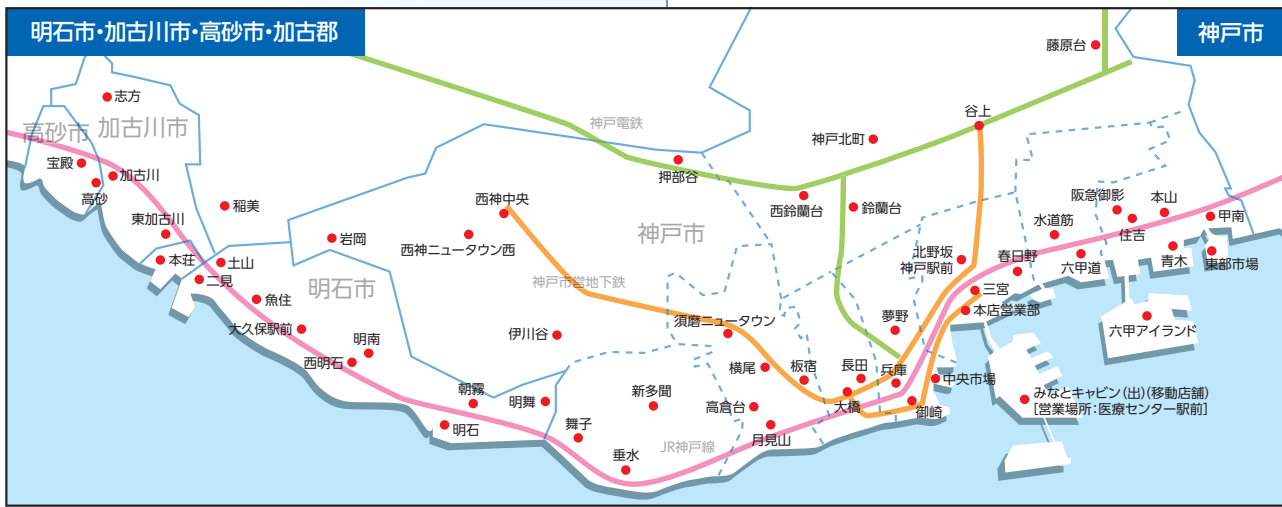 明石市・加古川市・高砂市・加古郡
神戸市
藤原台
志方
高砂市
加古川市
神戸電鉄
谷上
神戸北町
宝殿
加古川
高砂
押部谷
西神中央
西鈴蘭台
鈴蘭台
稲美
東加古川
岩岡
西神ニュータウン西
神戸市
阪急御影
本山
住吉
甲南
水道筋
本荘
土山
二見
明石市
神戸市営地下鉄
北野坂
神戸駅前
春日野
六甲道
青木
東部市場
魚住
三宮
本店営業部
大久保駅前
伊川谷
須磨ニュータウン
夢野
六甲アイランド
明南
西明石
横尾
板宿
長田
兵庫
中央市場
大橋
御崎
朝霧
明舞
新多聞
高倉台
みなとキャビン(出)(移動店舗)
[営業場所:医療センター駅前]
明石
舞子
月見山
垂水
JR神戸線